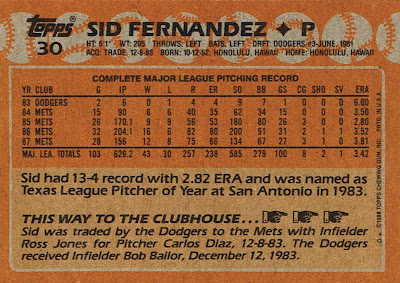 Topps
30
SID FERNANDEZ ♦ P
HT: 6'1" WT: 205 THROWS: LEFT BATS: LEFT DRFT: DODGERS #3-JUNE, 1981
ACQ: TRADE, 12-8-83 BORN: 10-12-62, HONOLULU, HAWAII HOME: HONOLULU, HAWAII
COMPLETE MAJOR LEAGUE PITCHING RECORD
YR CLUB G IP W L R ER SO BB GS CG SHO SV ERA
83 DODGERS 2 6 0 1 4 4 9 7 1 0 0 0 6.00
84 METS 15 90 6 6 40 35 62 34 15 0 0 0 3.50
85 METS 26 170.1 9 9 56 53 180 80 26 3 0 0 2.80
86 METS 32 204.1 16 6 82 80 200 91 31 2 1 1 3.52
87 METS 28 156 12 8 75 66 134 67 27 3 1 0 3.81
MAJ. LEA. TOTALS 103 626.2 43 30 257 238 585 279 100 8 2 1 3.42
Sid had 13-4 record with 2.82 ERA and was named as
Texas League Pitcher of Year at San Antonio in 1983.
THIS WAY TO THE CLUBHOUSE...
Sid was traded by the Dodgers to the Mets with Infielder
Ross Jones for Pitcher Carlos Diaz, 12-8-83. The Dodgers
received Infielder Bob Bailor, December 12, 1983.
© 1988 TOPPS CHEWING GUM, INC. PRTD. IN U.S.A.